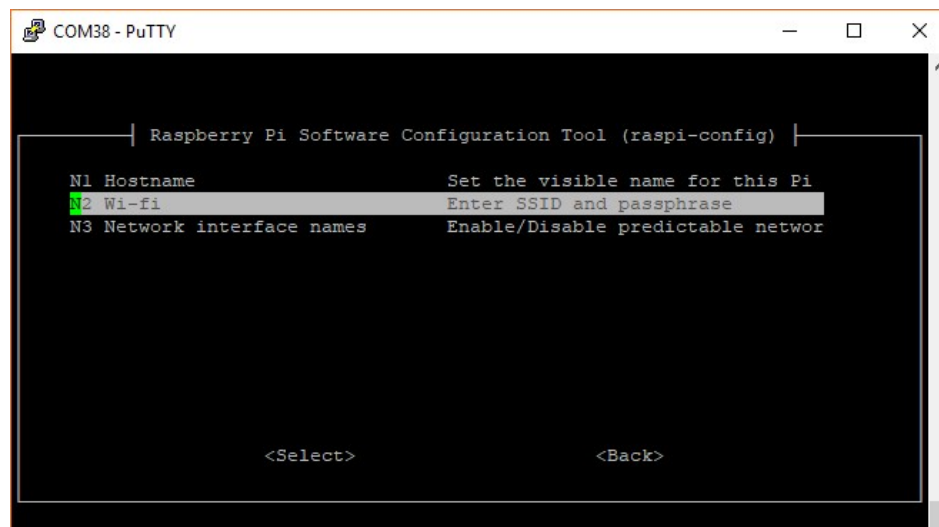 COM38 - PuTTY
Raspberry Pi Software Configuration Tool (raspi-config)
N1 Hostname Set the visible name for this Pi
N2 Wi-fi Enter SSID and passphrase
N3 Network interface names Enable/Disable predictable networ
<Select> <Back>